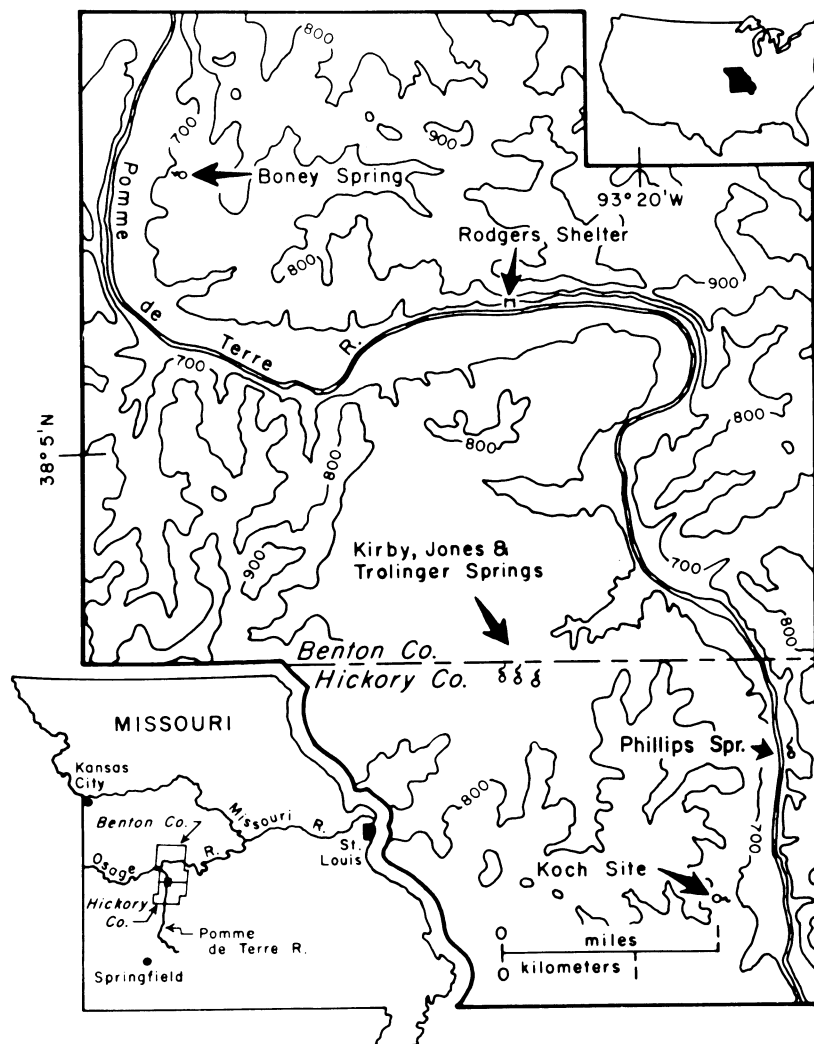 800
700
900
Boney Spring
93°20'W
Rodgers Shelter
Pomme
de
Terre
R.
800
900
700
38°5'N
800
800
800
900
Kirby, Jones &
Trolinger Springs
700
800
Benton Co.
Hickory Co.
MISSOURI
Kansas
City
Missouri
R.
Benton Co.
Osage
R.
St.
Louis
Hickory
Co.
Pomme
de Terre R.
Springfield
Phillips Spr.
800
700
Koch Site
0
1
miles
0
1
kilometers